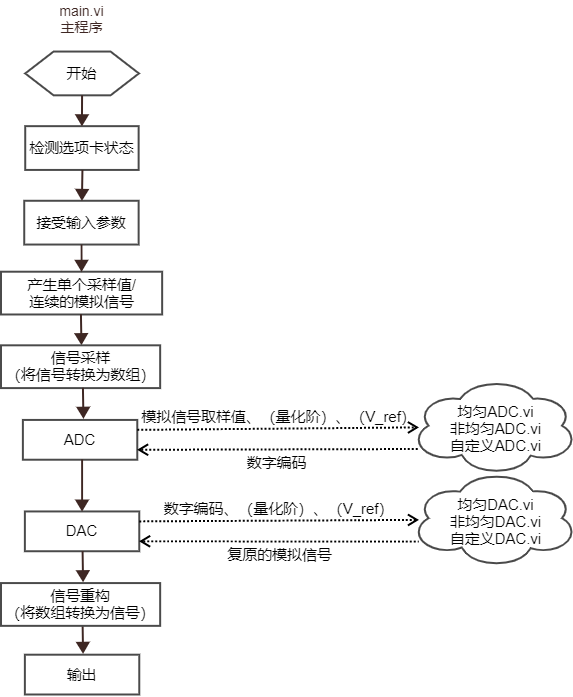 main.vi
主程序
开始
检测选项卡状态
接受输入参数
产生单个采样值/
连续的模拟信号
信号采样
(将信号转换为数组)
ADC
模拟信号取样值、（量化阶）、（V_ref)
数字编码
均匀ADC.vi
非均匀ADC.vi
自定义ADC.vi
DAC
数字编码、（量化阶）、（V_ref)
复原的模拟信号
均匀DAC.vi
非均匀DAC.vi
自定义DAC.vi
信号重构
(将数组转换为信号)
输出